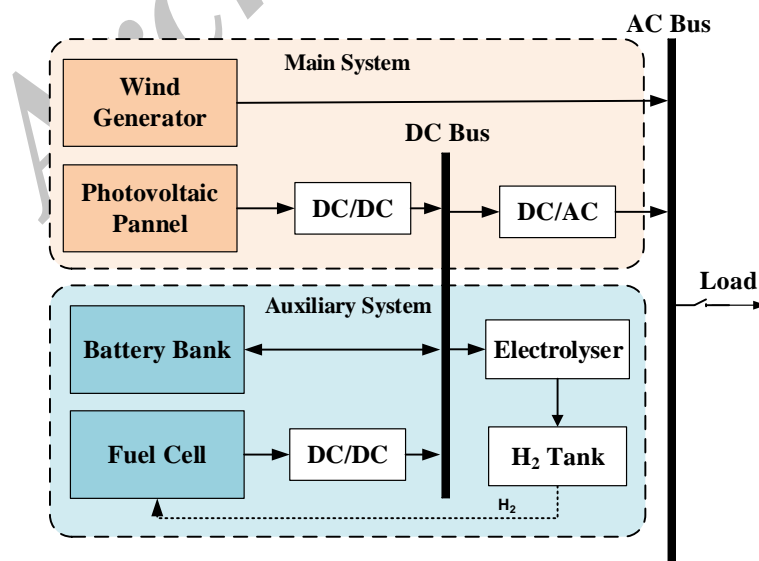 AC Bus
Main System
Wind
Generator
DC Bus
Photovoltaic
Pannel
DC/DC
DC/AC
Load
Auxiliary System
Battery Bank
Electrolyser
Fuel Cell
DC/DC
H₂ Tank
H₂